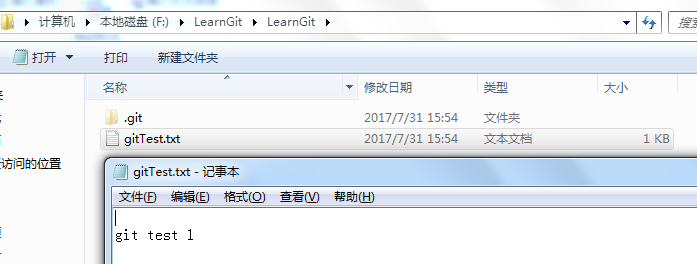 计算机 ▸ 本地磁盘 (F:) ▸ LearnGit ▸ LearnGit ▸
打开 打印 新建文件夹
名称 修改日期 类型 大小
.git 2017/7/31 15:54 文件夹
gitTest.txt 2017/7/31 15:54 文本文档 1 KB
访问的位置
gitTest.txt - 记事本
文件(F) 编辑(E) 格式(O) 查看(V) 帮助(H)
git test 1